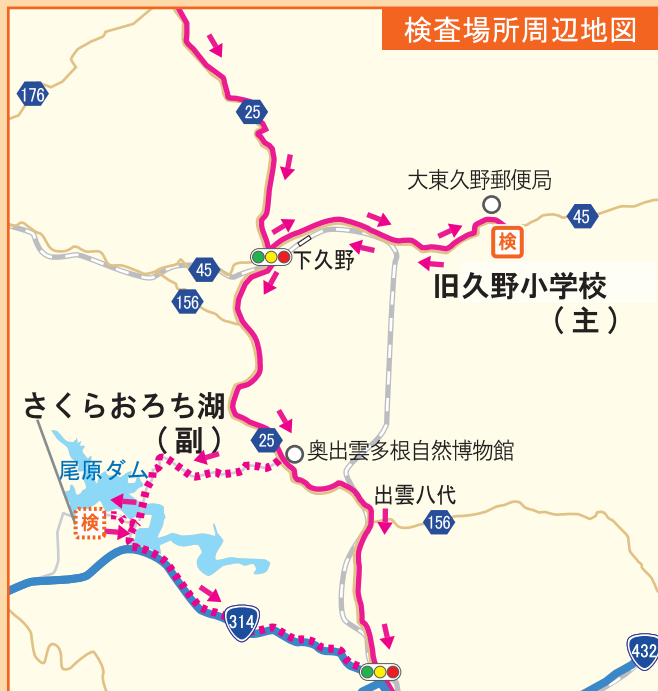 検査場所周辺地図
176
25
大東久野郵便局
45
検
下久野
45
旧久野小学校
(主)
156
さくらおろち湖
(副)
25
奥出雲多根自然博物館
尾原ダム
出雲八代
検
156
314
432